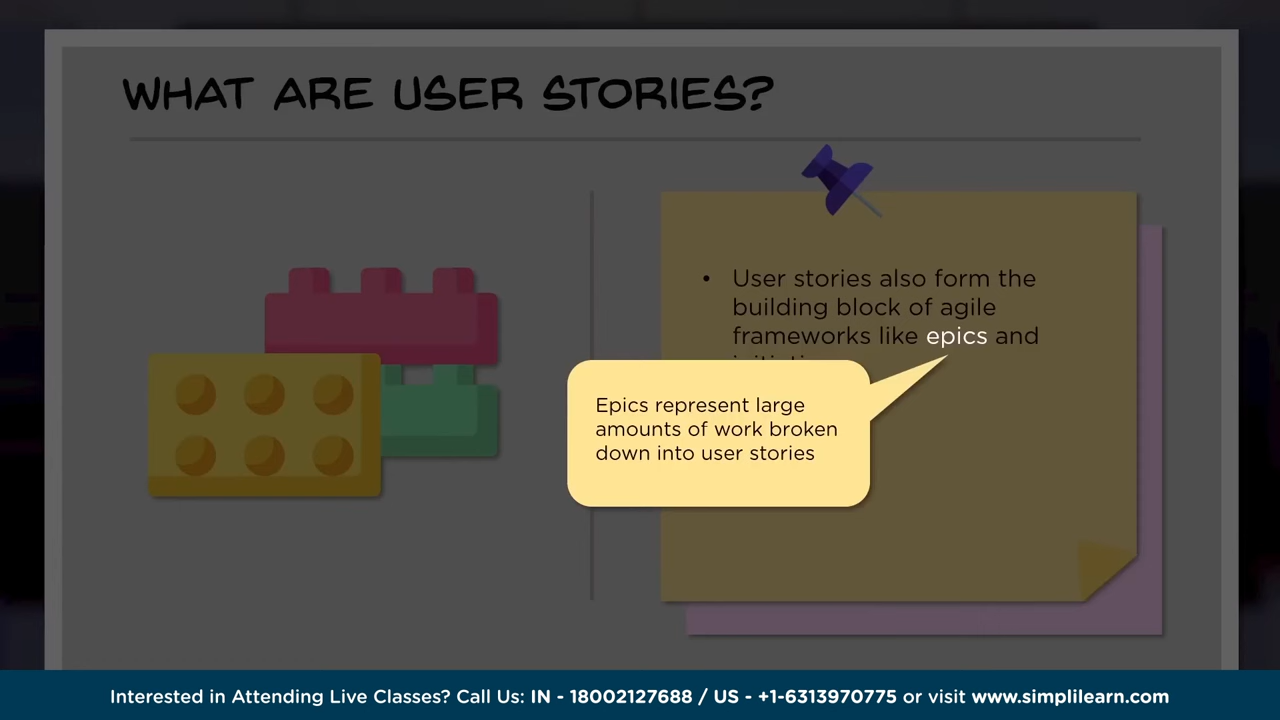 WHAT ARE USER STORIES?
• User stories also form the
building block of agile
frameworks like epics and
Epics represent large
amounts of work broken
down into user stories
Interested in Attending Live Classes? Call Us: IN - 18002127688 / US - +1-6313970775 or visit www.simplilearn.com